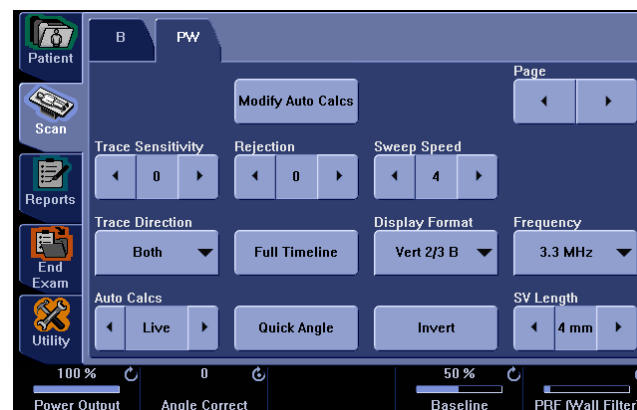 B PW
Patient
Page
Modify Auto Calcs
Scan
Trace Sensitivity Rejection Sweep Speed
0 0 4
Reports
Trace Direction Display Format Frequency
Both Full Timeline Vert 2/3 B 3.3 MHz
End
Exam
Auto Calcs SV Length
Live Quick Angle Invert 4 mm
Utility
100 % 0 50 %
Power Output Angle Correct Baseline PRF (Wall Filter)